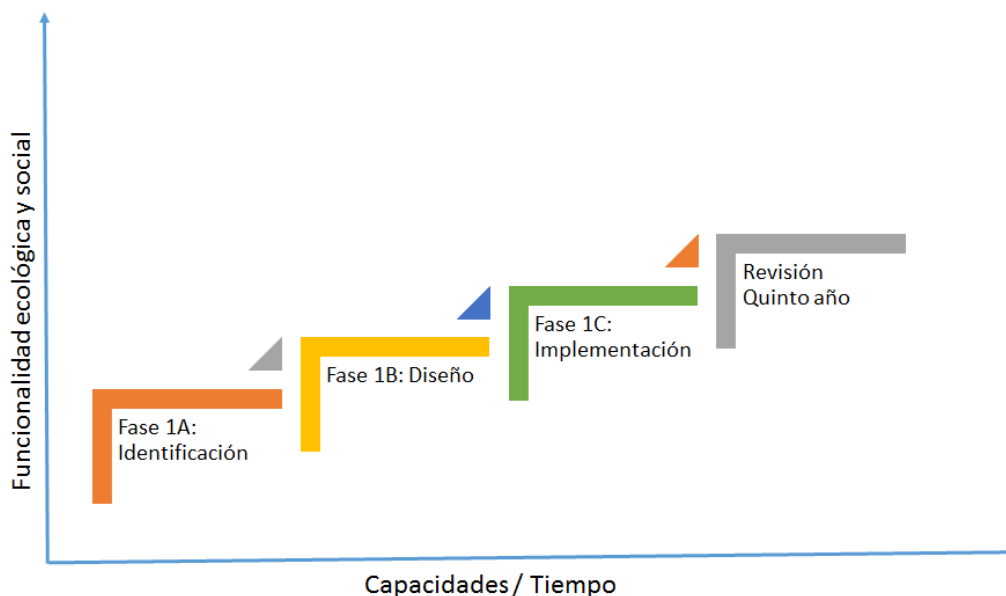 Funcionalidad ecológica y social
Fase 1A:
Identificación
Fase 1B: Diseño
Fase 1C:
Implementación
Revisión
Quinto año
Capacidades / Tiempo